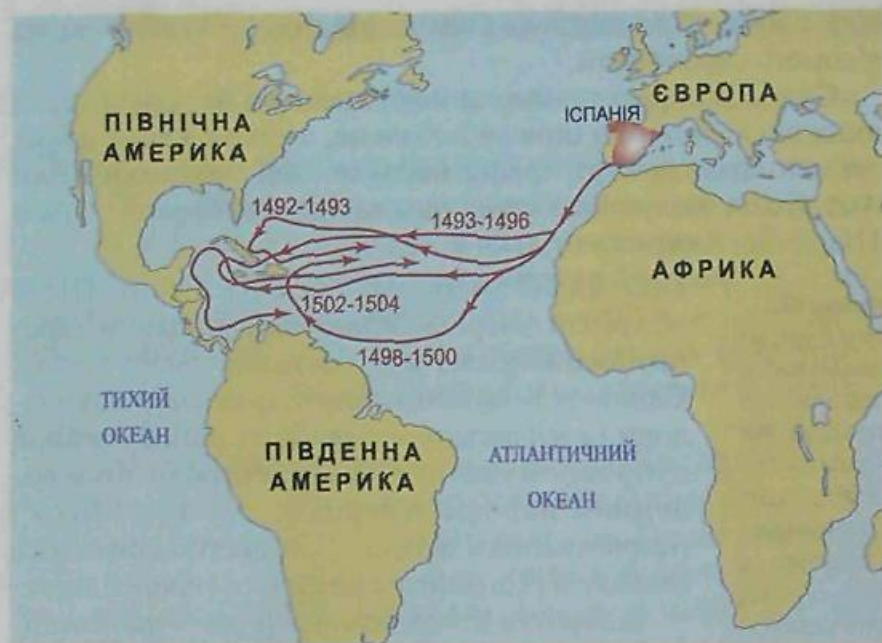 ПІВНІЧНА
АМЕРИКА
ЄВРОПА
ІСПАНІЯ
1492-1493
1493-1496
АФРИКА
1502-1504
1498-1500
ТИХИЙ
ОКЕАН
ПІВДЕННА
АМЕРИКА
АТЛАНТИЧНИЙ
ОКЕАН